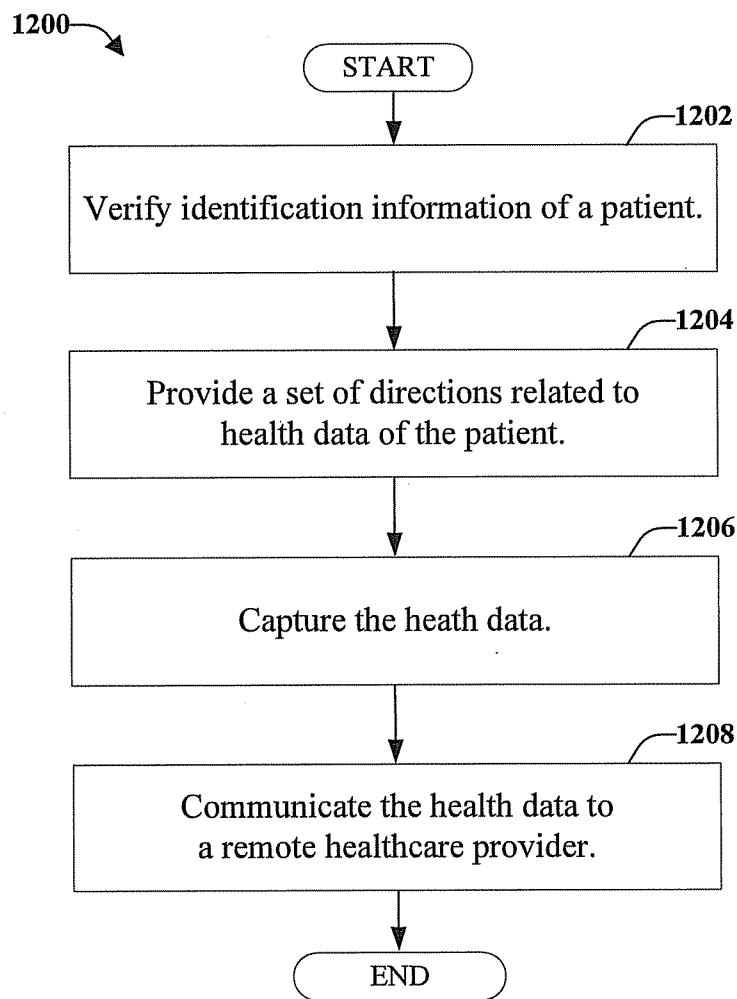 1200
START
1202
Verify identification information of a patient.
1204
Provide a set of directions related to
health data of the patient.
1206
Capture the heath data.
1208
Communicate the health data to
a remote healthcare provider.
END